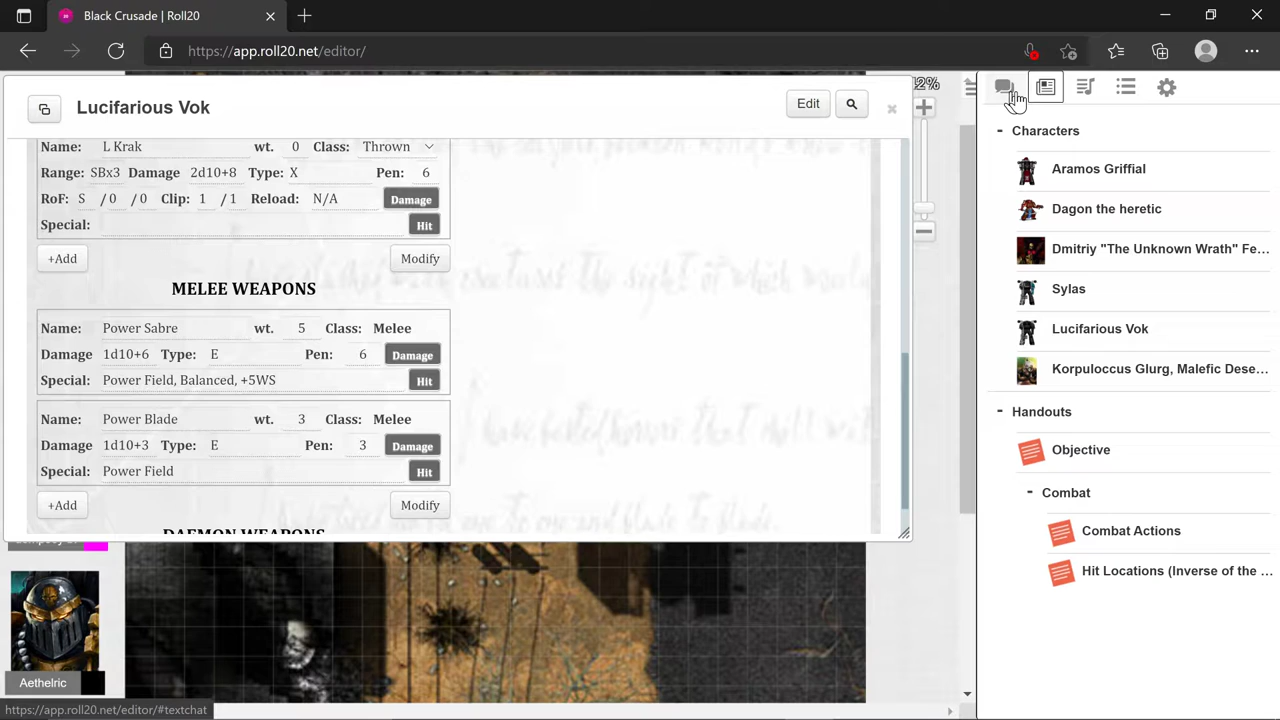 Black Crusade
https://app.roll20.net/editor/
Lucifarious Vok
Edit
2%
Name: L Krak wt. 0 Class: Thrown
Range: SBx3 Damage 2d10+8 Type: X Pen: 6
RoF: S / 0 / 0 Clip: 1 / 1 Reload: N/A Damage
Special: Hit
+Add Modify
MELEE WEAPONS
Name: Power Sabre wt. 5 Class: Melee
Damage 1d10+6 Type: E Pen: 6 Damage
Special: Power Field, Balanced, +5WS Hit
Name: Power Blade wt. 3 Class: Melee
Damage 1d10+3 Type: E Pen: 3 Damage
Special: Power Field Hit
+Add Modify
DAEMON WEAPONS
Aethelric
https://app.roll20.net/editor/#textchat
- Characters
Aramos Griffial
Dagon the heretic
Dmitriy "The Unknown Wrath" Fe...
Sylas
Lucifarious Vok
Korpuloccus Glurg, Malefic Dese...
- Handouts
Objective
- Combat
Combat Actions
Hit Locations (Inverse of the ...